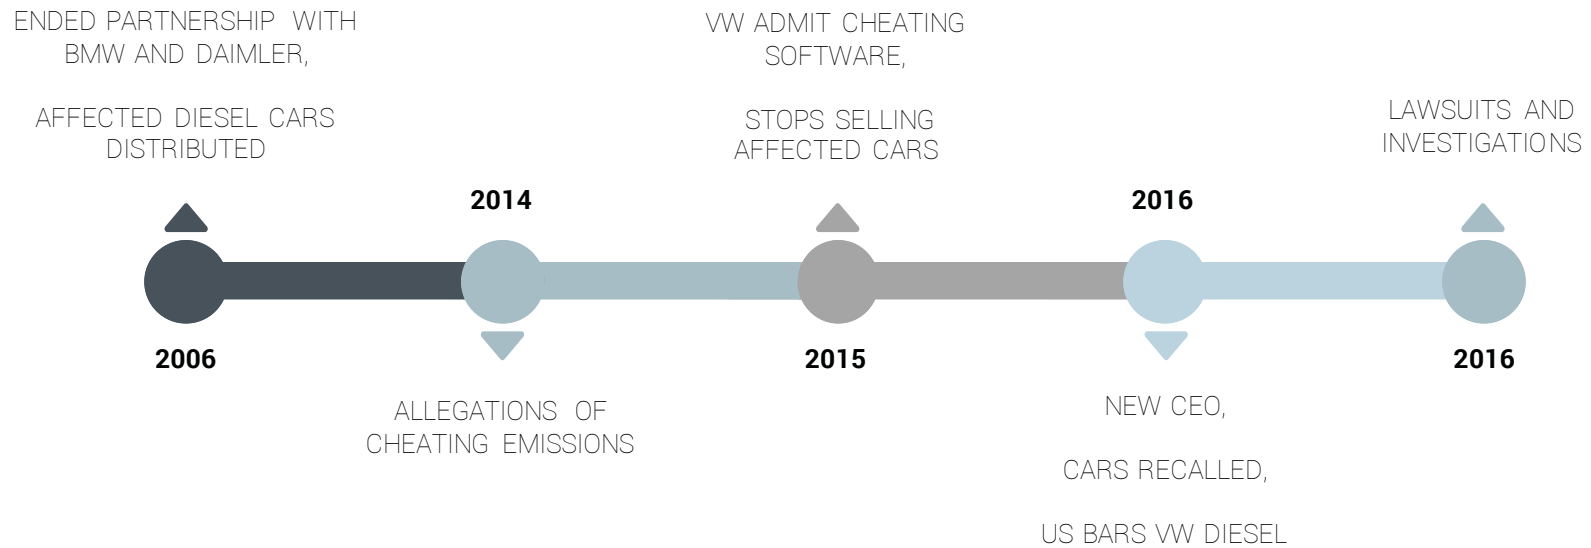 ENDED PARTNERSHIP WITH
BMW AND DAIMLER,
AFFECTED DIESEL CARS
DISTRIBUTED
2006
2014
ALLEGATIONS OF
CHEATING EMISSIONS
VW ADMIT CHEATING
SOFTWARE,
STOPS SELLING
AFFECTED CARS
2015
2016
NEW CEO,
CARS RECALLED,
US BARS VW DIESEL
LAWSUITS AND
INVESTIGATIONS
2016